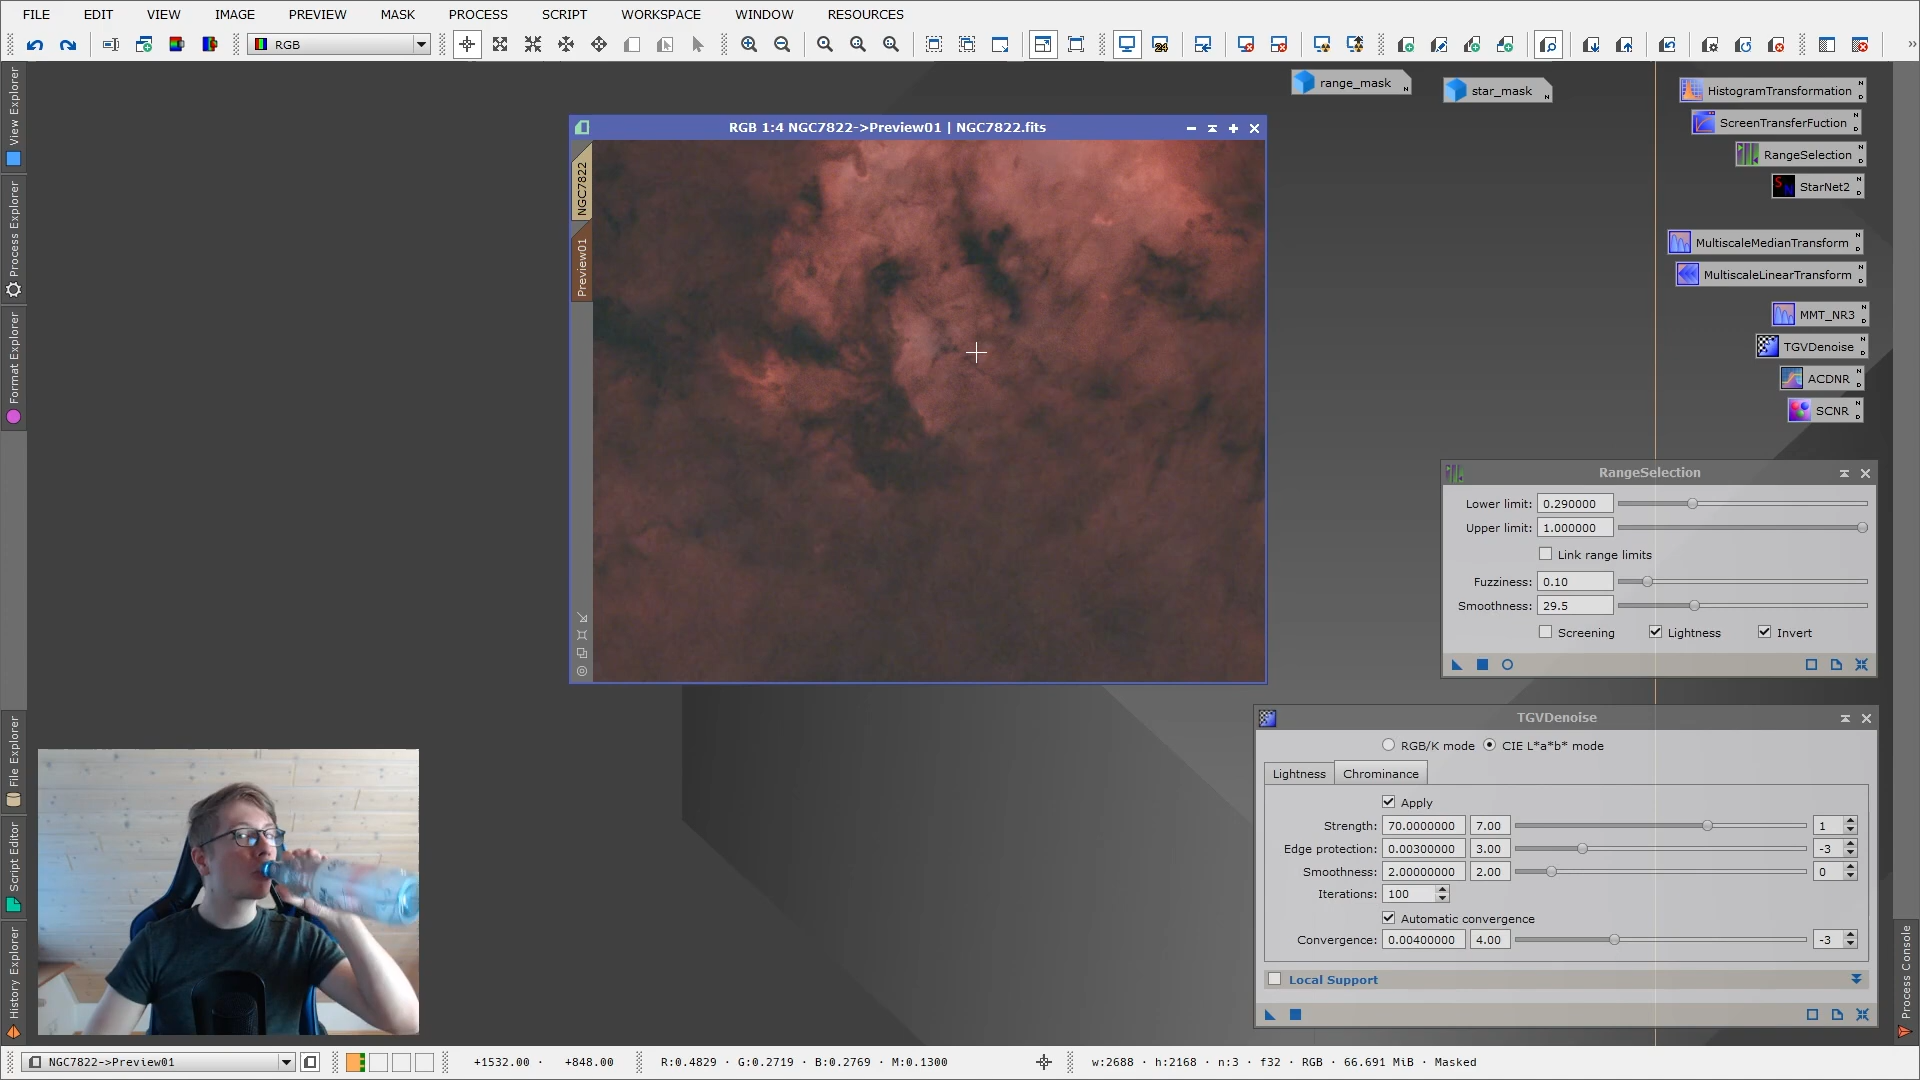 FILE EDIT VIEW IMAGE PREVIEW MASK PROCESS SCRIPT WORKSPACE WINDOW RESOURCES
RGB
24
View Explorer
Process Explorer
Format Explorer
File Explorer
Script Editor
History Explorer
Process Console
range_mask
star_mask
HistogramTransformation
ScreenTransferFuction
RangeSelection
StarNet2
MultiscaleMedianTransform
MultiscaleLinearTransform
MMT_NR3
TGVDenoise
ACDNR
SCNR
RGB 1:4 NGC7822->Preview01 | NGC7822.fits
NGC7822
Preview01
RangeSelection
Lower limit: 0.290000
Upper limit: 1.000000
Link range limits
Fuzziness: 0.10
Smoothness: 29.5
Screening Lightness Invert
TGVDenoise
RGB/K mode CIE L*a*b* mode
Lightness Chrominance
Apply
Strength: 70.0000000 7.00 1
Edge protection: 0.00300000 3.00 -3
Smoothness: 2.00000000 2.00 0
Iterations: 100
Automatic convergence
Convergence: 0.00400000 4.00 -3
Local Support
NGC7822->Preview01
+1532.00 · +848.00
R:0.4829 · G:0.2719 · B:0.2769 · M:0.1300
w:2688 · h:2168 · n:3 · f32 · RGB · 66.691 MiB · Masked